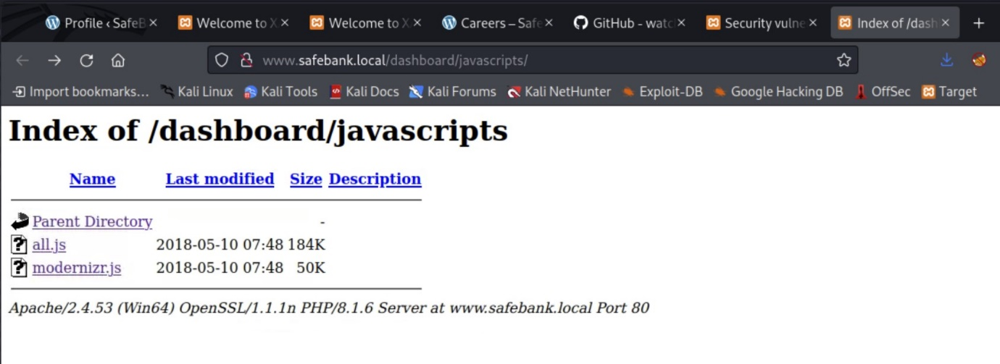 Profile ‹ SafeB
Welcome to X
Welcome to X
Careers – Safe
GitHub - watc
Security vulne
Index of /dash
www.safebank.local/dashboard/javascripts/
Import bookmarks... Kali Linux Kali Tools Kali Docs Kali Forums Kali NetHunter Exploit-DB Google Hacking DB OffSec Target
Index of /dashboard/javascripts
Name Last modified Size Description
Parent Directory -
all.js 2018-05-10 07:48 184K
modernizr.js 2018-05-10 07:48 50K
Apache/2.4.53 (Win64) OpenSSL/1.1.1n PHP/8.1.6 Server at www.safebank.local Port 80